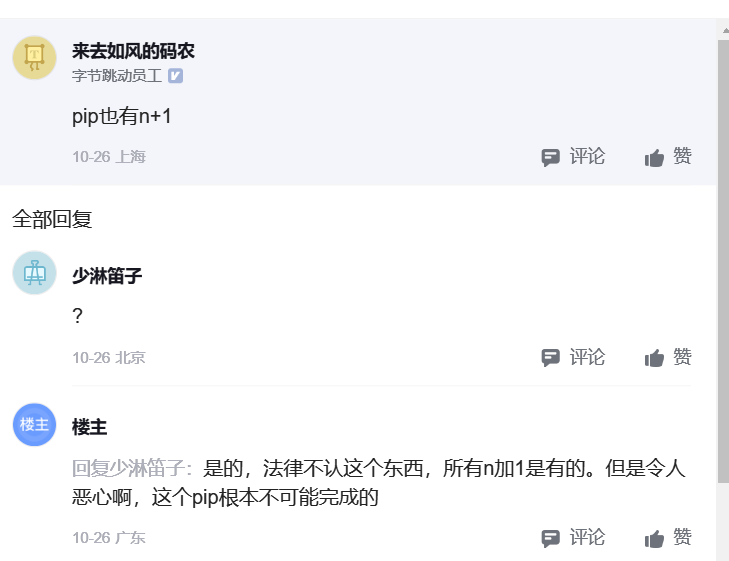 来去如风的码农
字节跳动员工
pip也有n+1
10-26 上海
评论
赞
全部回复
少淋笛子
?
10-26 北京
评论
赞
楼主
楼主
回复少淋笛子：是的，法律不认这个东西，所有n加1是有的。但是令人
恶心啊，这个pip根本不可能完成的
10-26 广东
评论
赞